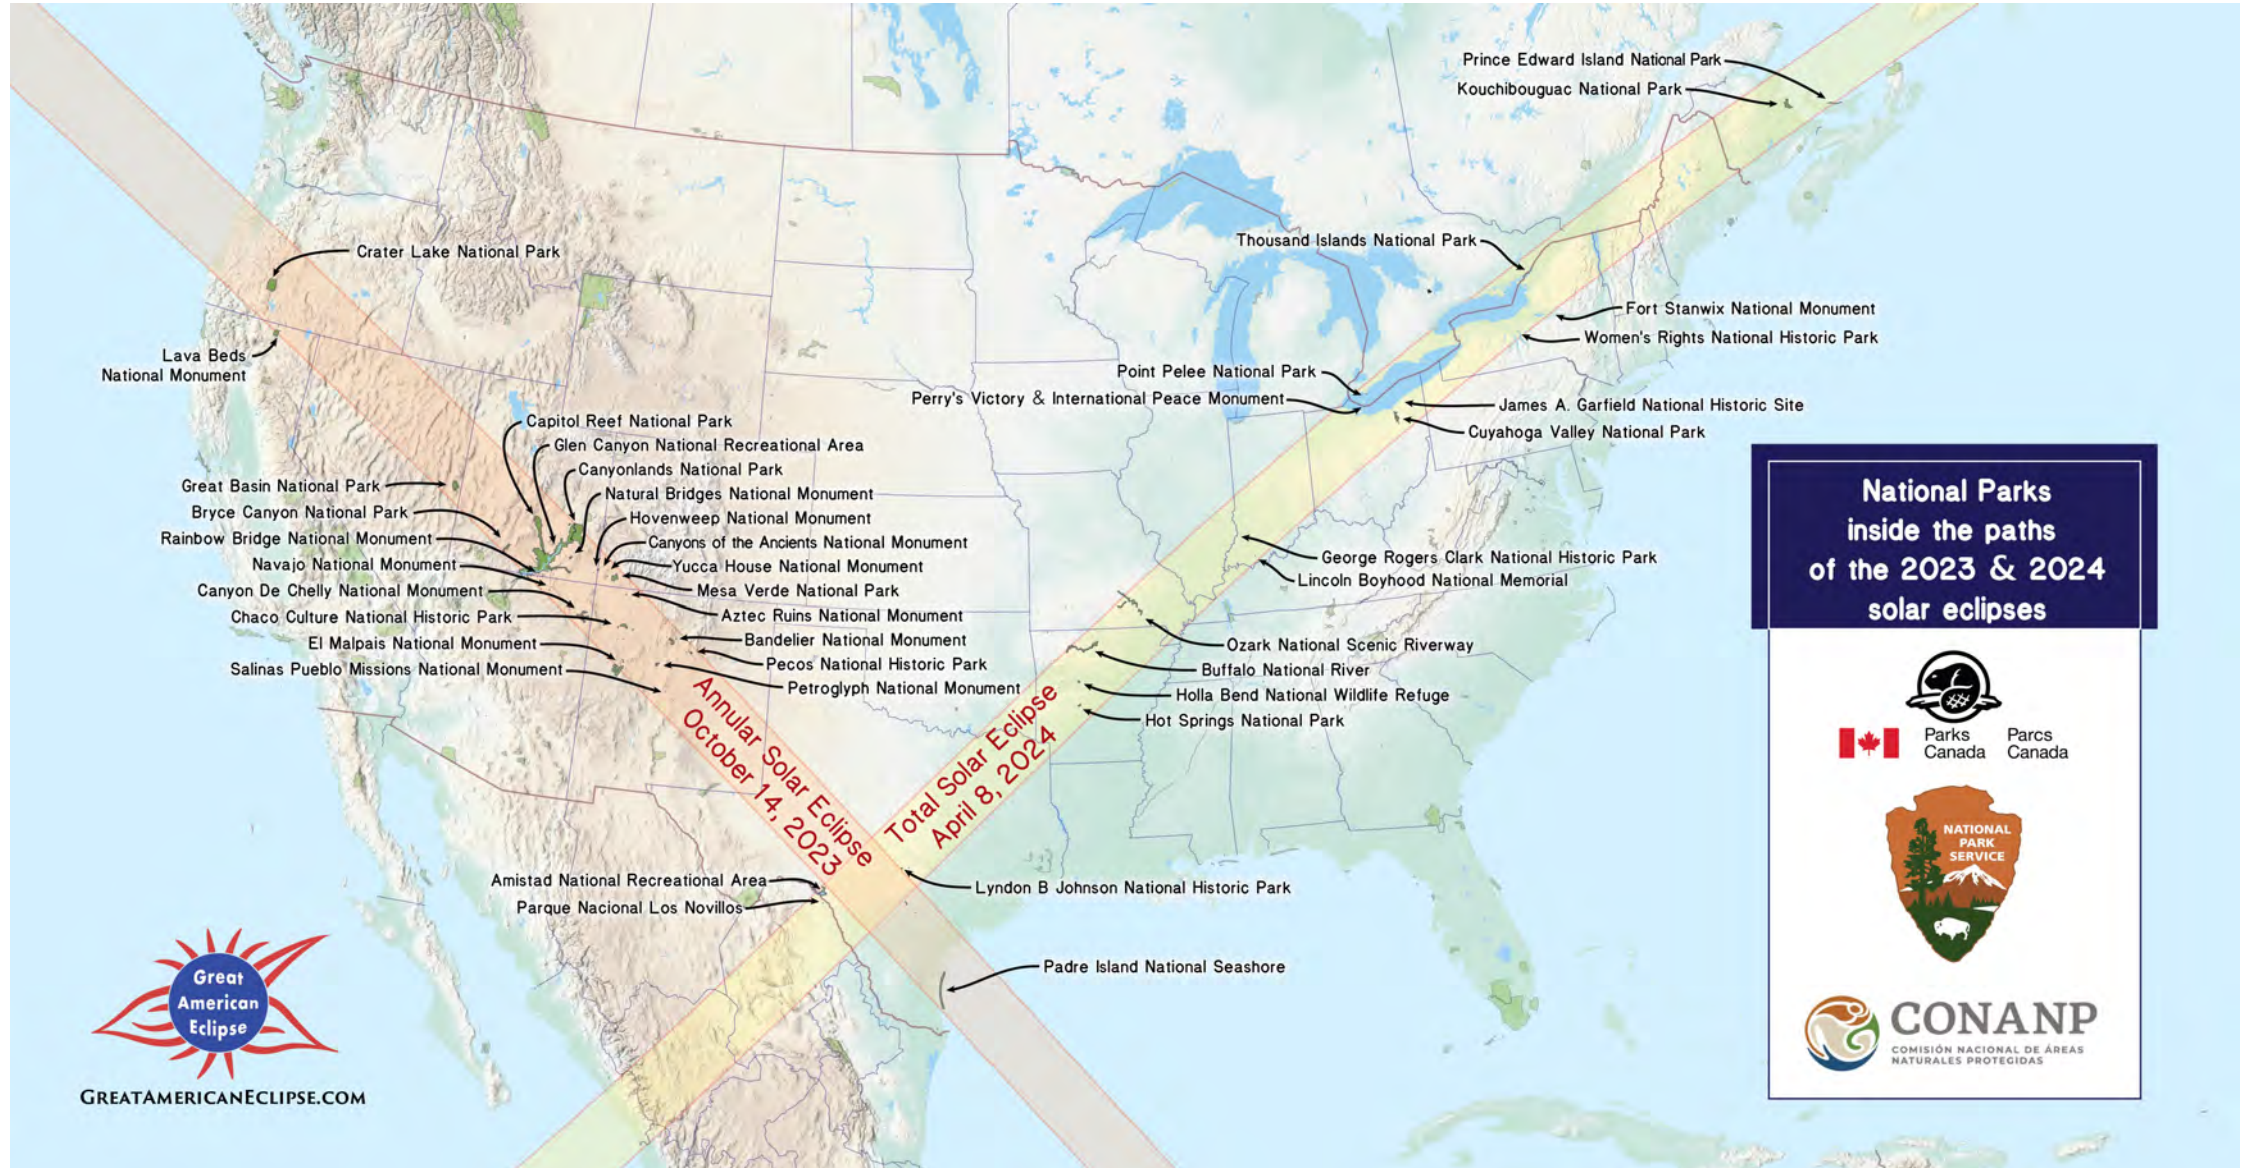 Prince Edward Island National Park
Kouchibouguac National Park
Crater Lake National Park
Thousand Islands National Park
Fort Stanwix National Monument
Women's Rights National Historic Park
Lava Beds
National Monument
Point Pelee National Park
Perry's Victory & International Peace Monument
James A. Garfield National Historic Site
Cuyahoga Valley National Park
Capitol Reef National Park
Glen Canyon National Recreational Area
Canyonlands National Park
Great Basin National Park
Natural Bridges National Monument
Bryce Canyon National Park
Hovenweep National Monument
Rainbow Bridge National Monument
Canyons of the Ancients National Monument
Navajo National Monument
Yucca House National Monument
Canyon De Chelly National Monument
Mesa Verde National Park
Chaco Culture National Historic Park
Aztec Ruins National Monument
El Malpais National Monument
Bandelier National Monument
Salinas Pueblo Missions National Monument
Pecos National Historic Park
Petroglyph National Monument
George Rogers Clark National Historic Park
Lincoln Boyhood National Memorial
Ozark National Scenic Riverway
Buffalo National River
Holla Bend National Wildlife Refuge
Hot Springs National Park
Annular Solar Eclipse
October 14, 2023
Total Solar Eclipse
April 8, 2024
Amistad National Recreational Area
Parque Nacional Los Novillos
Lyndon B Johnson National Historic Park
Padre Island National Seashore
National Parks
inside the paths
of the 2023 & 2024
solar eclipses
Parks
Canada
Parcs
Canada
NATIONAL
PARK
SERVICE
CONANP
COMISIÓN NACIONAL DE ÁREAS
NATURALES PROTEGIDAS
Great
American
Eclipse
GREATAMERICANECLIPSE.COM